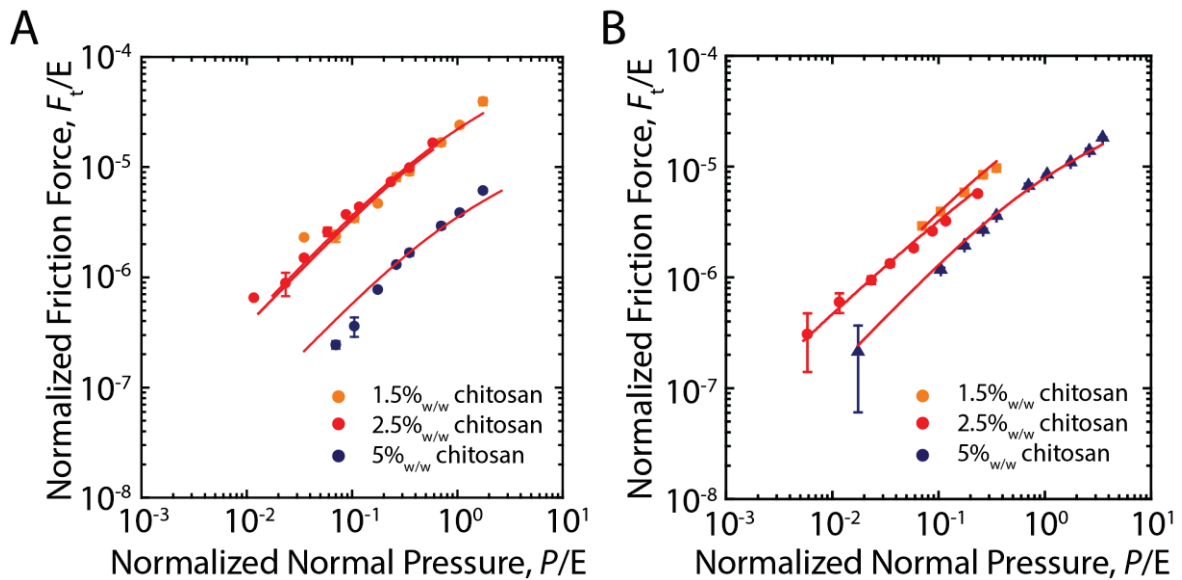 A
Normalized Friction Force, Fₜ/E
10⁻⁴
10⁻⁵
10⁻⁶
10⁻⁷
10⁻⁸
1.5%w/w chitosan
2.5%w/w chitosan
5%w/w chitosan
10⁻³ 10⁻² 10⁻¹ 10⁰ 10¹
Normalized Normal Pressure, P/E
B
Normalized Friction Force, Fₜ/E
10⁻⁴
10⁻⁵
10⁻⁶
10⁻⁷
10⁻⁸
1.5%w/w chitosan
2.5%w/w chitosan
5%w/w chitosan
10⁻³ 10⁻² 10⁻¹ 10⁰ 10¹
Normalized Normal Pressure, P/E